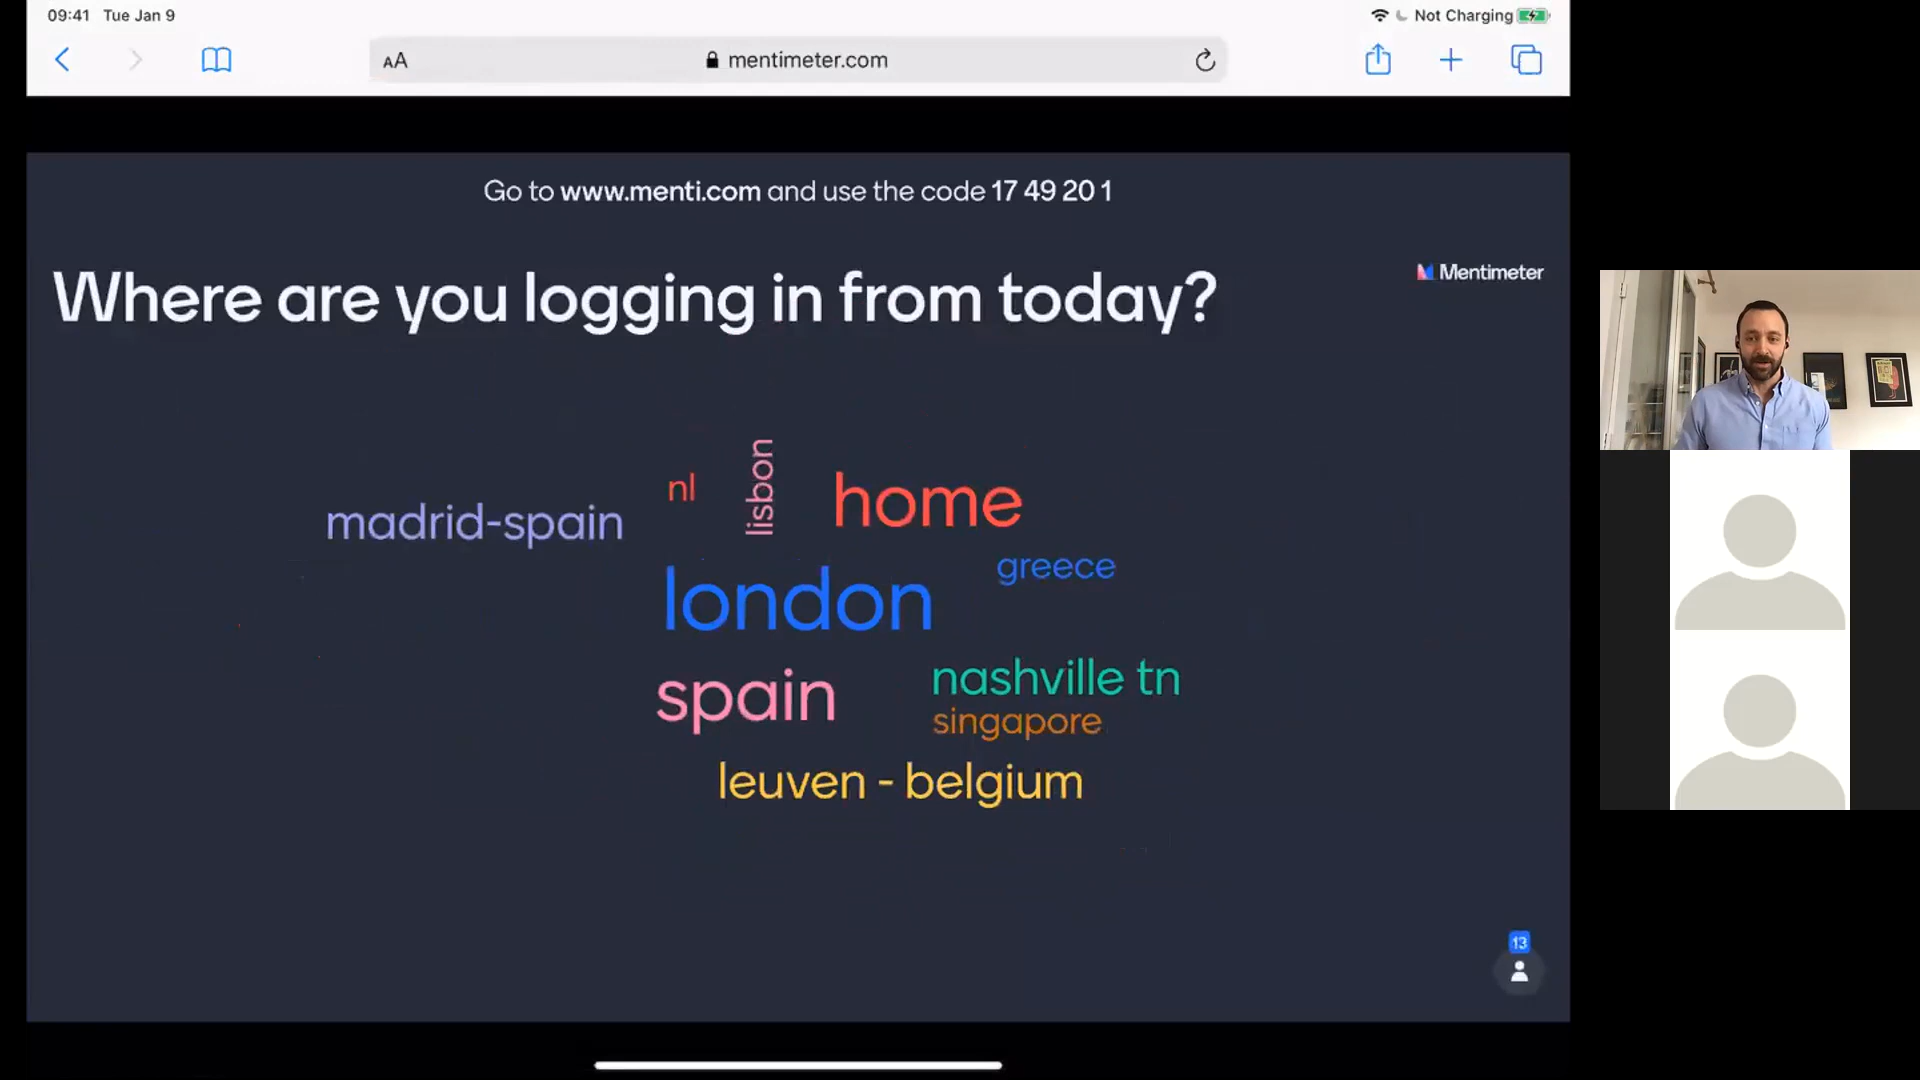 09:41 Tue Jan 9
Not Charging
AA
mentimeter.com
Go to www.menti.com and use the code 17 49 20 1
Where are you logging in from today?
Mentimeter
nl
lisbon
home
madrid-spain
greece
london
spain
nashville tn
singapore
leuven - belgium
13